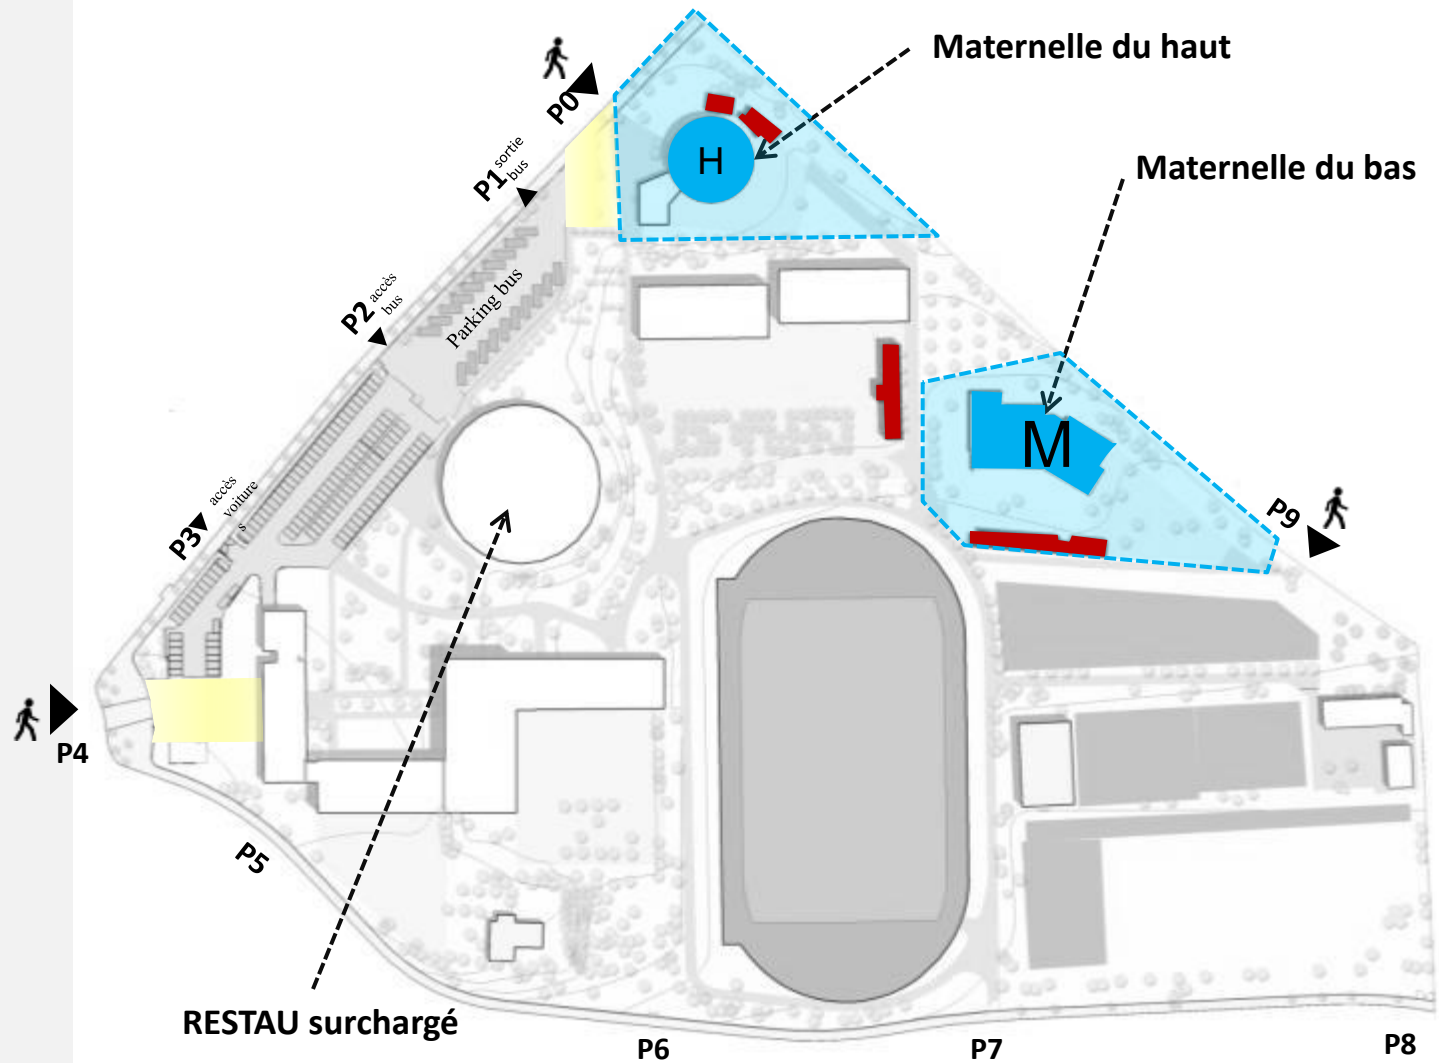 Maternelle du haut
P0
H
P1 sortie
bus
Maternelle du bas
P2 accès
bus
Parking bus
M
P3 accès
voiture
s
P9
P4
P5
RESTAU surchargé
P6
P7
P8